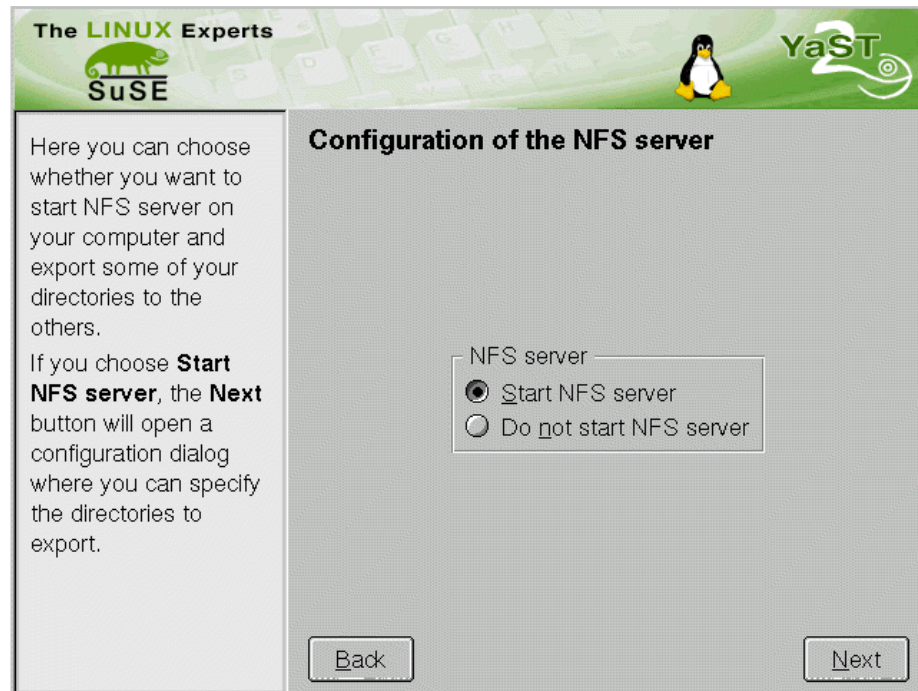 The LINUX Experts
SuSE
YaST
2
Here you can choose
whether you want to
start NFS server on
your computer and
export some of your
directories to the
others.
If you choose Start
NFS server, the Next
button will open a
configuration dialog
where you can specify
the directories to
export.
Configuration of the NFS server
NFS server
Start NFS server
Do not start NFS server
Back
Next